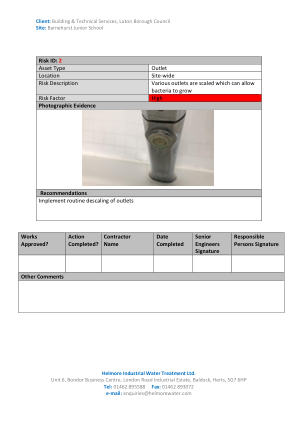 Client: Building & Technical Services, Luton Borough Council
Site: Barnehurst Junior School
Risk ID: 2
Asset Type Outlet
Location Site-wide
Risk Description Various outlets are scaled which can allow
bacteria to grow
Risk Factor High
Photographic Evidence
Recommendations
Implement routine descaling of outlets
Works Action Contractor Date Senior Responsible
Approved? Completed? Name Completed Engineers Persons Signature
Signature
Other Comments
Helmore Industrial Water Treatment Ltd.
Unit 6, Bondor Business Centre, London Road Industrial Estate, Baldock, Herts, SG7 6HP
Tel: 01462 895588 Fax: 01462 893872
e-mail: enquiries@helmorewater.com